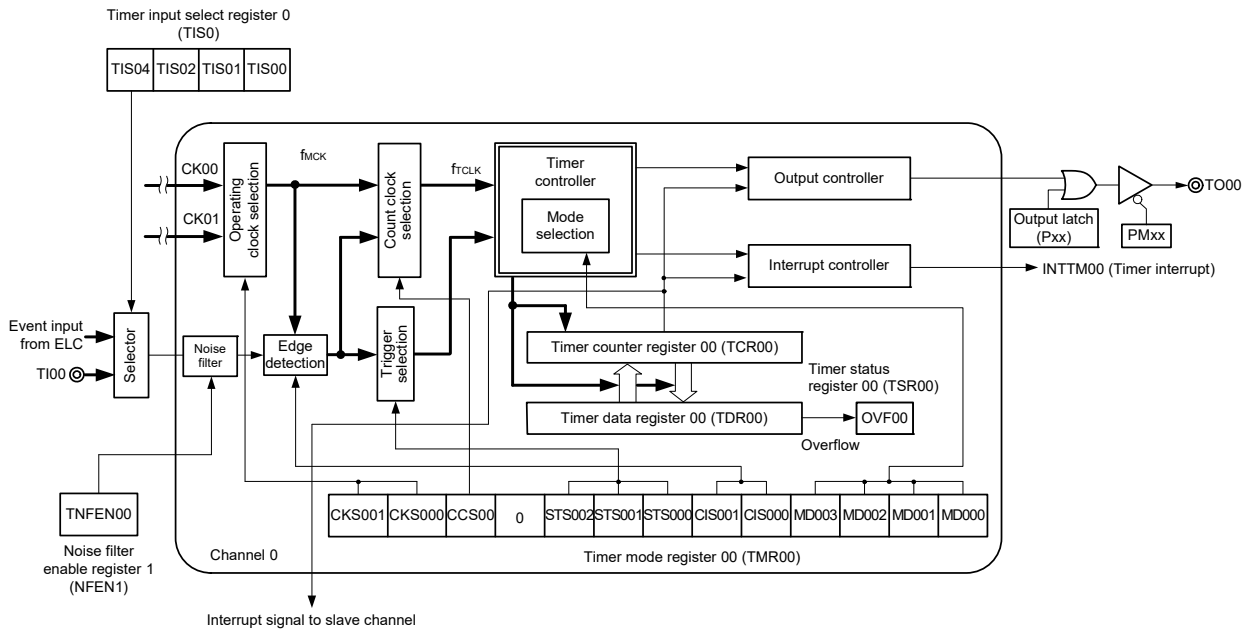 Timer input select register 0
(TIS0)
TIS04 TIS02 TIS01 TIS00
CK00
CK01
Operating
clock selection
fMCK
Count clock
selection
fTCLK
Timer
controller
Mode
selection
Output controller
Output latch
(Pxx)
PMxx
TO00
Interrupt controller
INTTM00 (Timer interrupt)
Event input
from ELC
TI00
Selector
Noise
filter
Edge
detection
Trigger
selection
Timer counter register 00 (TCR00)
Timer status
register 00 (TSR00)
Timer data register 00 (TDR00)
OVF00
Overflow
TNFEN00
Noise filter
enable register 1
(NFEN1)
CKS001 CKS000 CCS00 0 STS002 STS001 STS000 CIS001 CIS000 MD003 MD002 MD001 MD000
Channel 0
Timer mode register 00 (TMR00)
Interrupt signal to slave channel